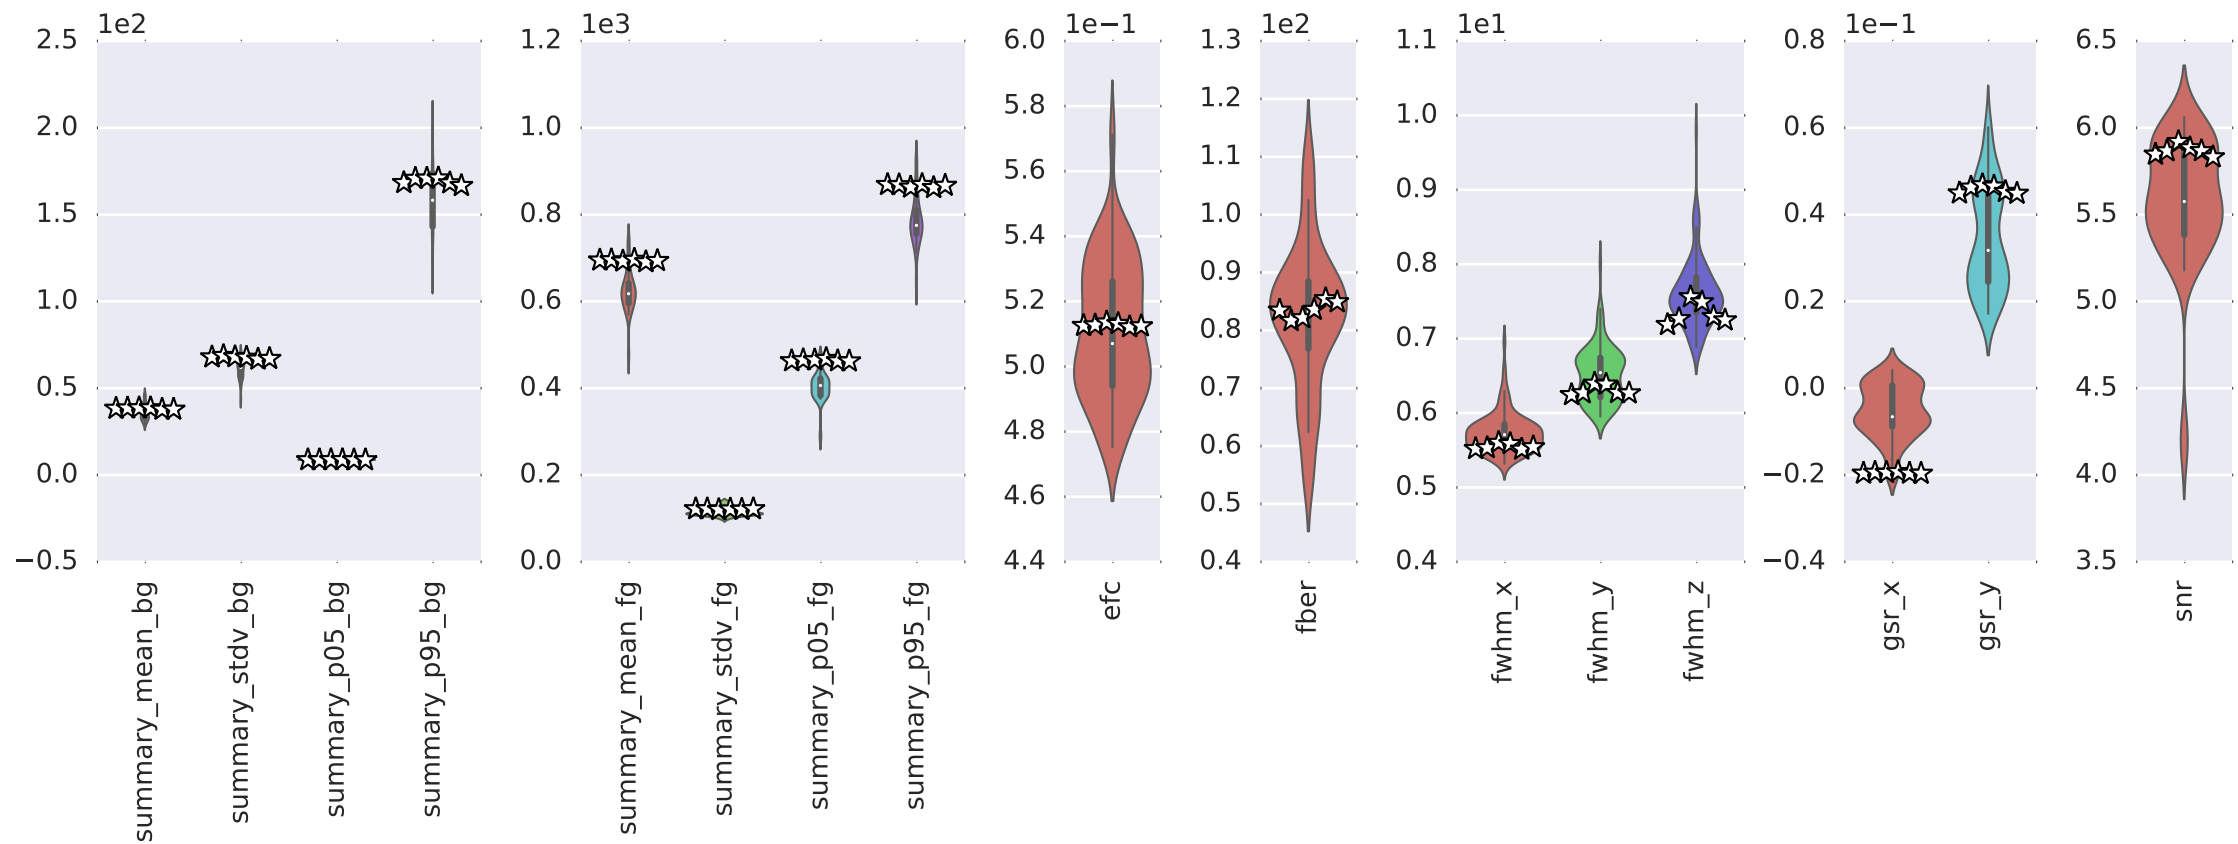 1e2
2.5
2.0
1.5
1.0
0.5
0.0
−0.5
summary_mean_bg
summary_stdv_bg
summary_p05_bg
summary_p95_bg
1e3
1.2
1.0
0.8
0.6
0.4
0.2
0.0
summary_mean_fg
summary_stdv_fg
summary_p05_fg
summary_p95_fg
1e−1
6.0
5.8
5.6
5.4
5.2
5.0
4.8
4.6
4.4
efc
1e2
1.3
1.2
1.1
1.0
0.9
0.8
0.7
0.6
0.5
0.4
fber
1e1
1.1
1.0
0.9
0.8
0.7
0.6
0.5
0.4
fwhm_x
fwhm_y
fwhm_z
1e−1
0.8
0.6
0.4
0.2
0.0
−0.2
−0.4
gsr_x
gsr_y
6.5
6.0
5.5
5.0
4.5
4.0
3.5
snr